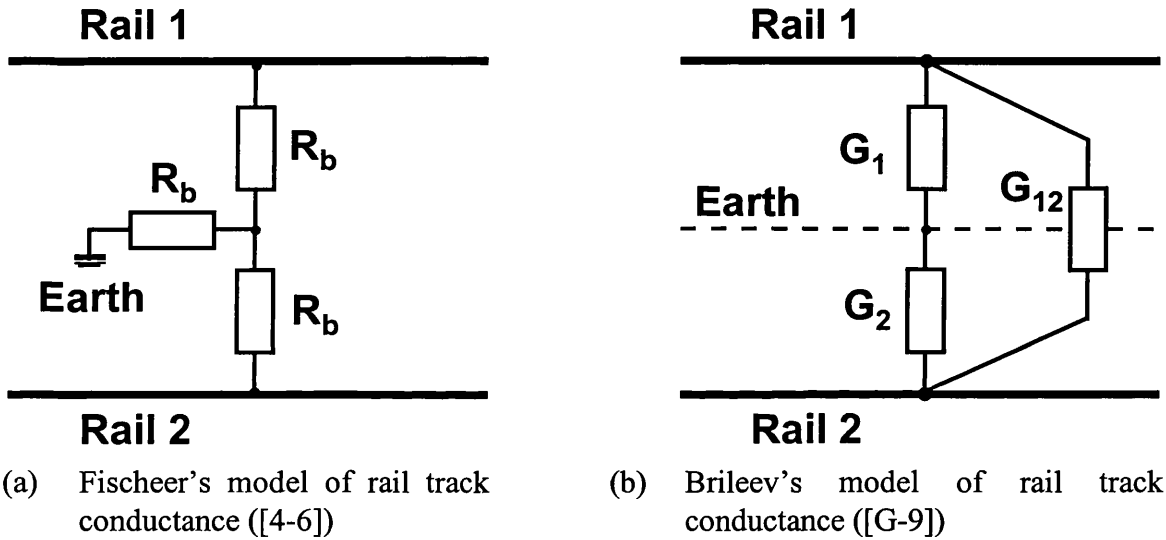 Rail 1
R_b
R_b
Earth
R_b
Rail 2
(a) Fischeer's model of rail track
conductance ([4-6])
Rail 1
G_1
Earth
G_12
G_2
Rail 2
(b) Brileev's model of rail track
conductance ([G-9])